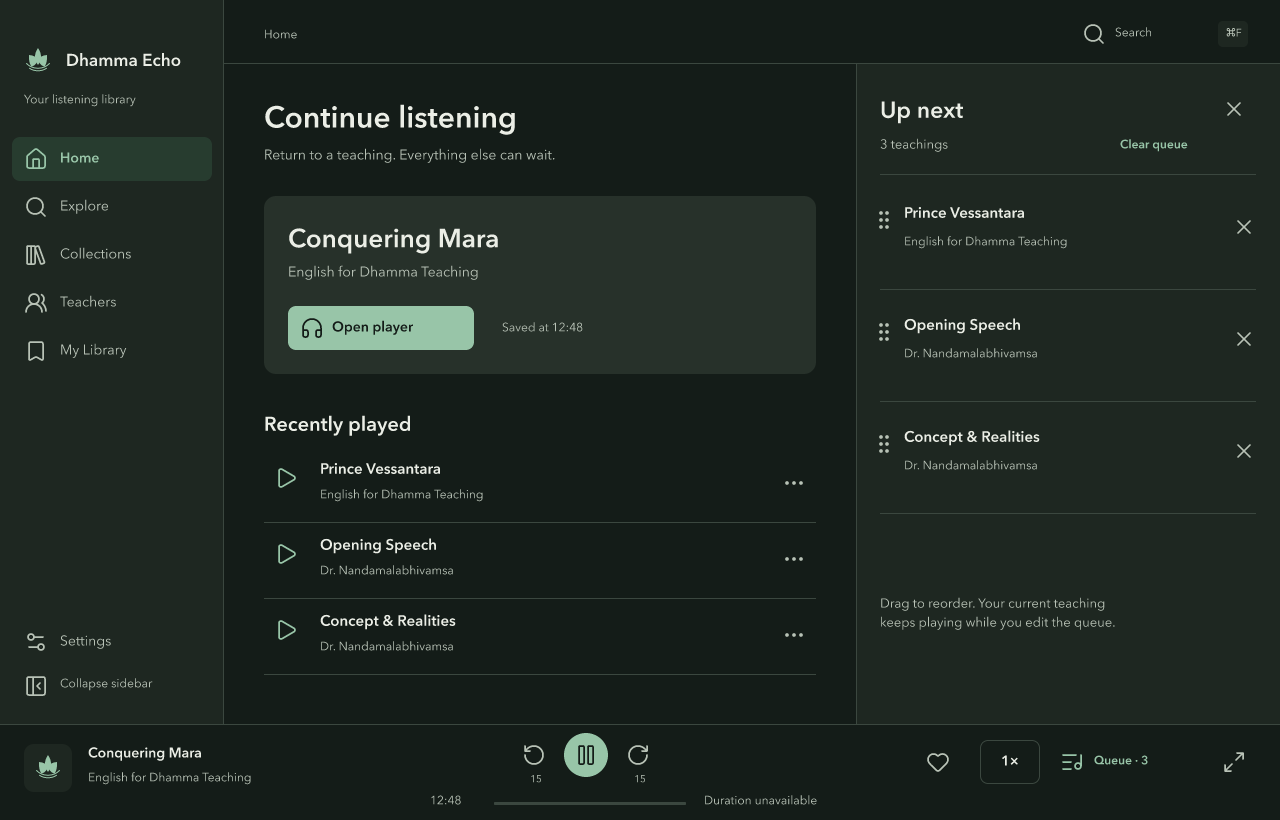 Dhamma Echo
Your listening library
Home
Explore
Collections
Teachers
My Library
Settings
Collapse sidebar
Home
Search
⌘F
Continue listening
Return to a teaching. Everything else can wait.
Conquering Mara
English for Dhamma Teaching
Open player
Saved at 12:48
Recently played
Prince Vessantara
English for Dhamma Teaching
Opening Speech
Dr. Nandamalabhivamsa
Concept & Realities
Dr. Nandamalabhivamsa
Up next
3 teachings
Clear queue
Prince Vessantara
English for Dhamma Teaching
Opening Speech
Dr. Nandamalabhivamsa
Concept & Realities
Dr. Nandamalabhivamsa
Drag to reorder. Your current teaching
keeps playing while you edit the queue.
Conquering Mara
English for Dhamma Teaching
15
15
12:48
Duration unavailable
1×
Queue · 3